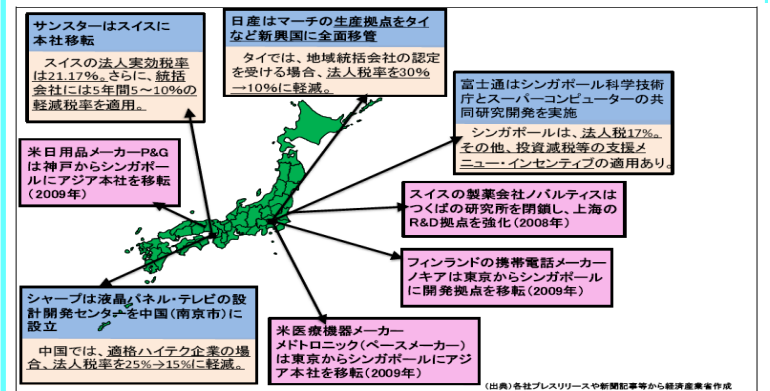 サンスターはスイスに
本社移転
スイスの法人実効税率
は21.17%。さらに、統括
会社には5年間5～10%の
軽減税率を適用。
日産はマーチの生産拠点をタイ
など新興国に全面移管
タイでは、地域統括会社の認定
を受ける場合、法人税率を30%
→10%に軽減。
富士通はシンガポール科学技術
庁とスーパーコンピューターの共
同研究開発を実施
シンガポールは、法人税17%。
その他、投資減税等の支援メ
ニュー・インセンティブの適用あり。
米日用品メーカーP&G
は神戸からシンガポー
ルにアジア本社を移転
(2009年)
スイスの製薬会社ノバルティスは
つくばの研究所を閉鎖し、上海の
R&D拠点を強化(2008年)
フィンランドの携帯電話メーカー
ノキアは東京からシンガポール
に開発拠点を移転(2009年)
シャープは液晶パネル・テレビの設
計開発センターを中国(南京市)に
設立
中国では、適格ハイテク企業の場
合、法人税率を25%→15%に軽減。
米医療機器メーカー
メドトロニック(ペースメーカー)
は東京からシンガポールにアジ
ア本社を移転(2009年)
(出典)各社プレスリリースや新聞記事等から経済産業省作成